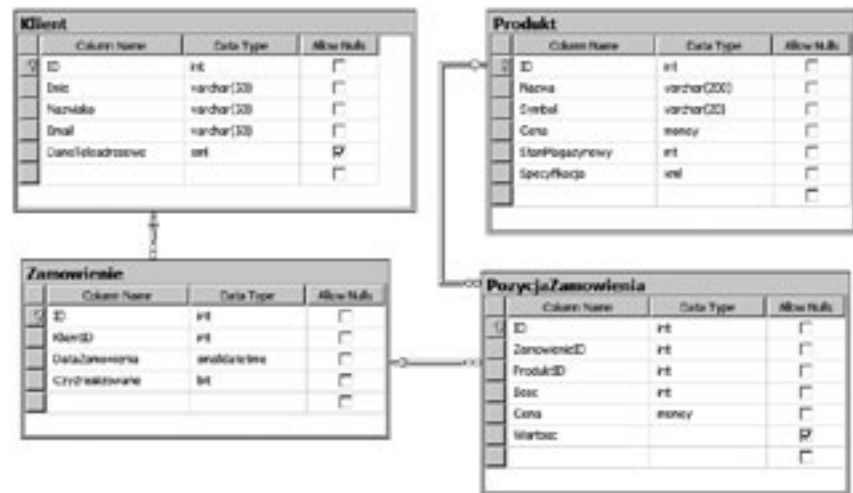 Klient
Column Name Data Type Allow Nulls
ID int
Imie varchar(50)
Nazwisko varchar(50)
Email varchar(50)
DaneTeleadresowe xml
Produkt
Column Name Data Type Allow Nulls
ID int
Nazwa varchar(200)
Symbol varchar(20)
Cena money
StanMagazynowy int
Specyfikacja xml
Zamowienie
Column Name Data Type Allow Nulls
ID int
KlientID int
DataZamowienia smalldatetime
CzyZrealizowane bit
PozycjaZamowienia
Column Name Data Type Allow Nulls
ID int
ZamowienieID int
ProduktID int
Ilosc int
Cena money
Wartosc